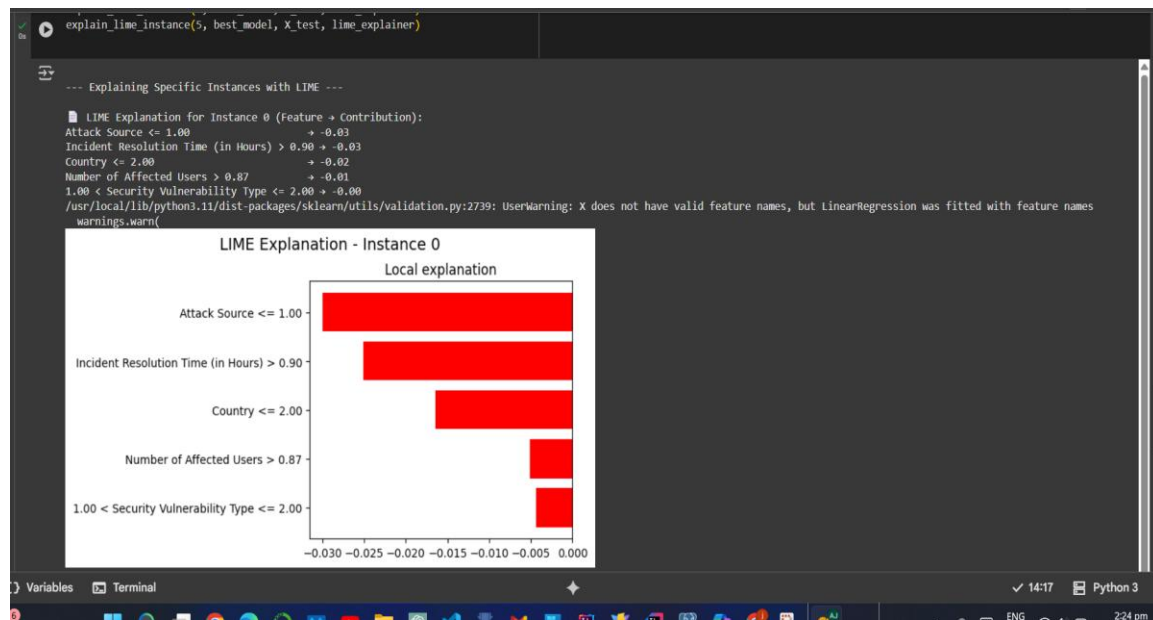 explain_lime_instance(5, best_model, X_test, lime_explainer)
0s
--- Explaining Specific Instances with LIME ---
LIME Explanation for Instance 0 (Feature → Contribution):
Attack Source <= 1.00 → -0.03
Incident Resolution Time (in Hours) > 0.90 → -0.03
Country <= 2.00 → -0.02
Number of Affected Users > 0.87 → -0.01
1.00 < Security Vulnerability Type <= 2.00 → -0.00
/usr/local/lib/python3.11/dist-packages/sklearn/utils/validation.py:2739: UserWarning: X does not have valid feature names, but LinearRegression was fitted with feature names
warnings.warn(
LIME Explanation - Instance 0
Local explanation
Attack Source <= 1.00
Incident Resolution Time (in Hours) > 0.90
Country <= 2.00
Number of Affected Users > 0.87
1.00 < Security Vulnerability Type <= 2.00
−0.030 −0.025 −0.020 −0.015 −0.010 −0.005 0.000
Variables Terminal 14:17 Python 3
ENG 2:24 pm